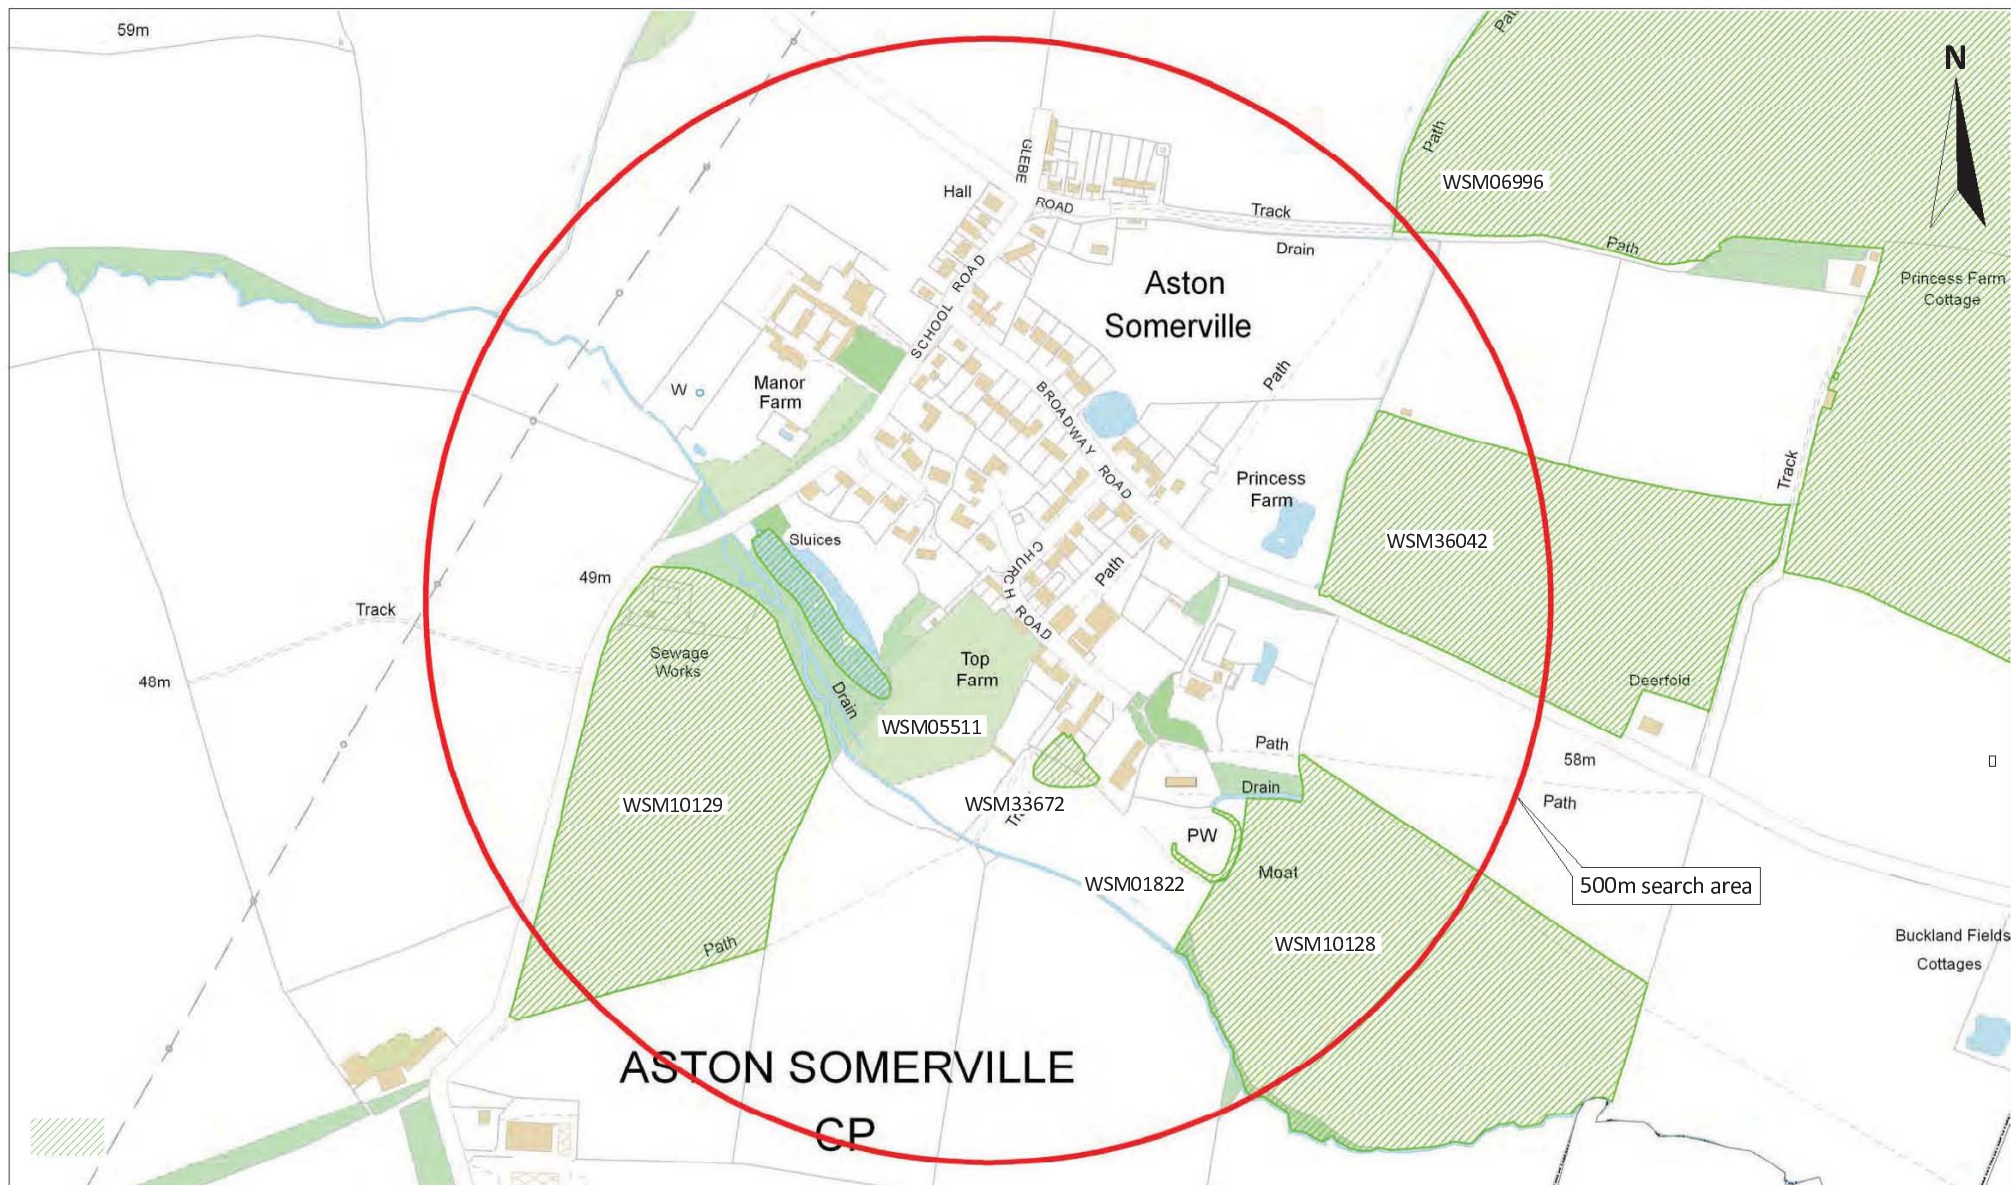 59m
Path
N
Path
GLEBE
WSM06996
Hall
ROAD
Track
Drain
Path
Aston
Somerville
SCHOOL ROAD
Princess Farm
Cottage
Manor
Farm
W
Path
BROADWAY ROAD
Track
Princess
Farm
Sluices
WSM36042
49m
CHURCH ROAD
Path
Track
Sewage
Works
Top
Farm
48m
Drain
Deerfold
WSM05511
Path
58m
Drain
Path
WSM10129
WSM33672
PW
Moat
WSM01822
500m search area
Path
WSM10128
Buckland Fields
Cottages
ASTON SOMERVILLE
CP